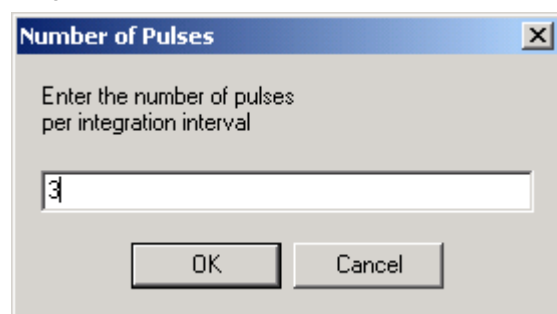 Number of Pulses
Enter the number of pulses
per integration interval
3
OK Cancel